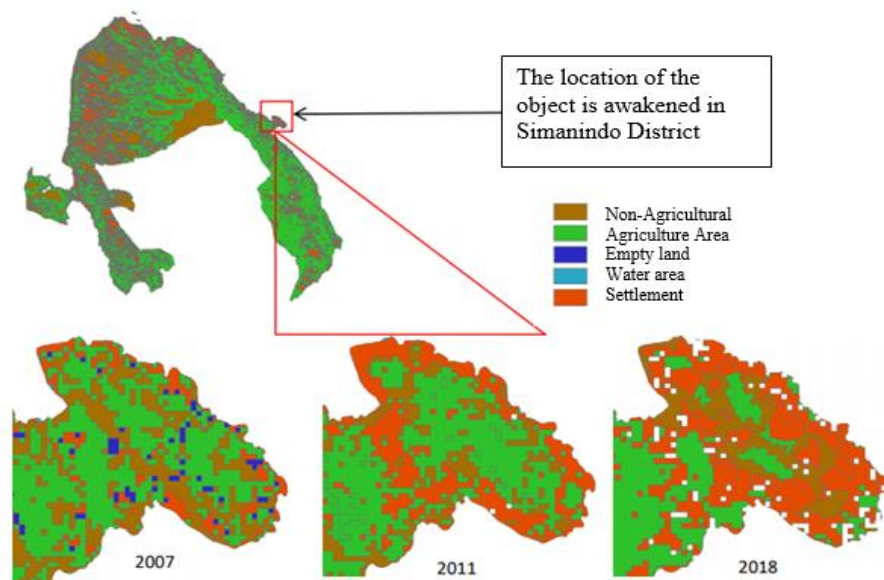 The location of the
object is awakened in
Simanindo District
Non-Agricultural
Agriculture Area
Empty land
Water area
Settlement
2007
2011
2018